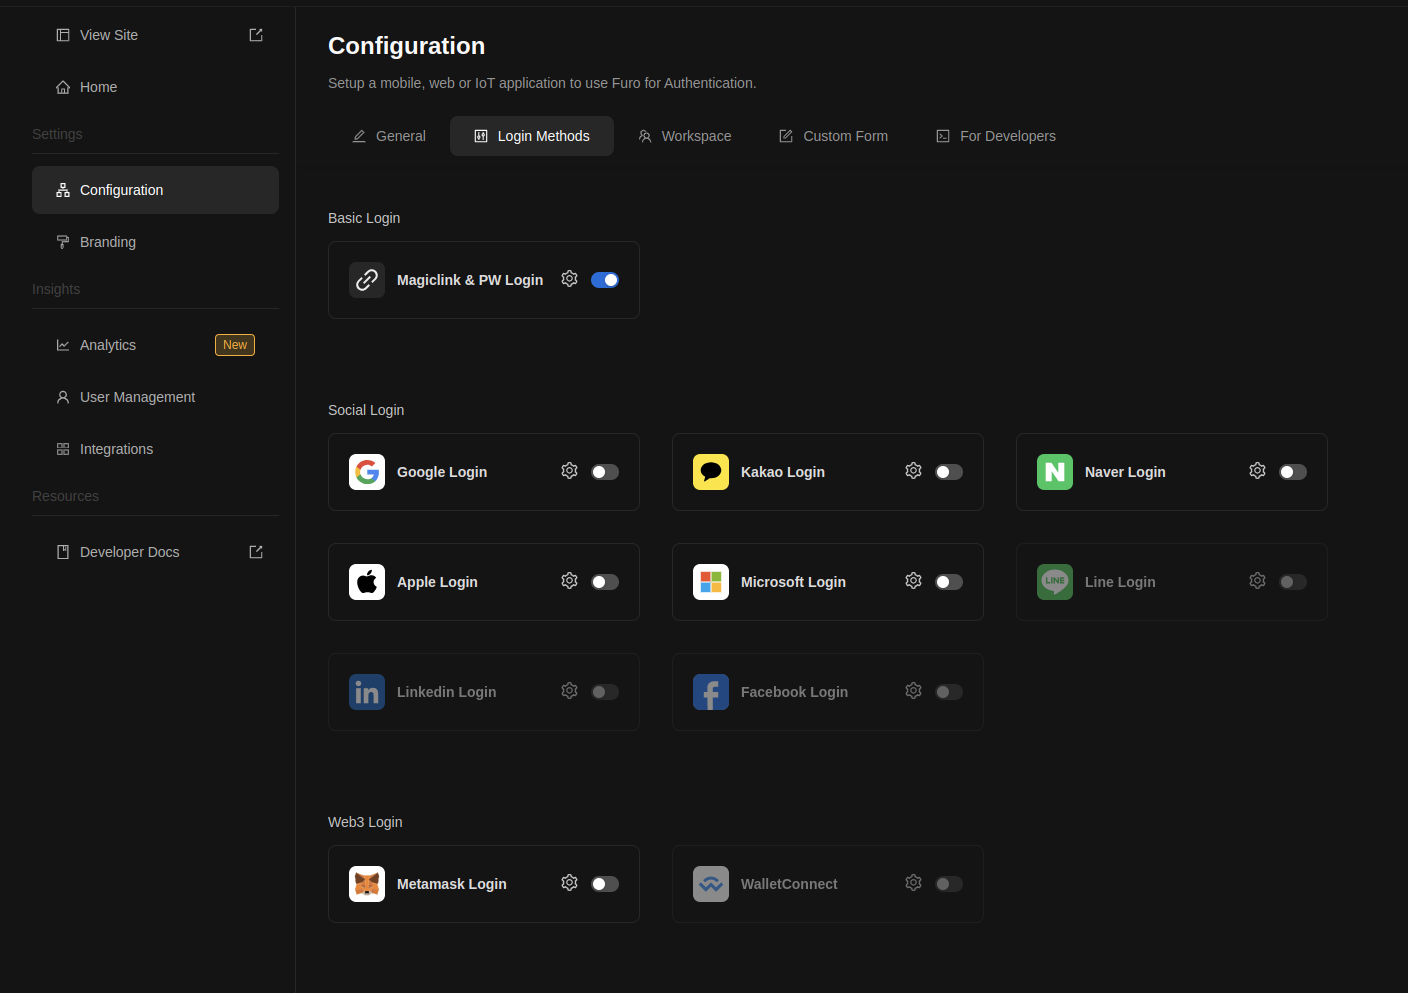 View Site
Home
Settings
Configuration
Branding
Insights
Analytics
New
User Management
Integrations
Resources
Developer Docs
Configuration
Setup a mobile, web or IoT application to use Furo for Authentication.
General
Login Methods
Workspace
Custom Form
For Developers
Basic Login
Magiclink & PW Login
Social Login
Google Login
Kakao Login
Naver Login
Apple Login
Microsoft Login
LINE
Line Login
in
Linkedin Login
Facebook Login
Web3 Login
Metamask Login
WalletConnect